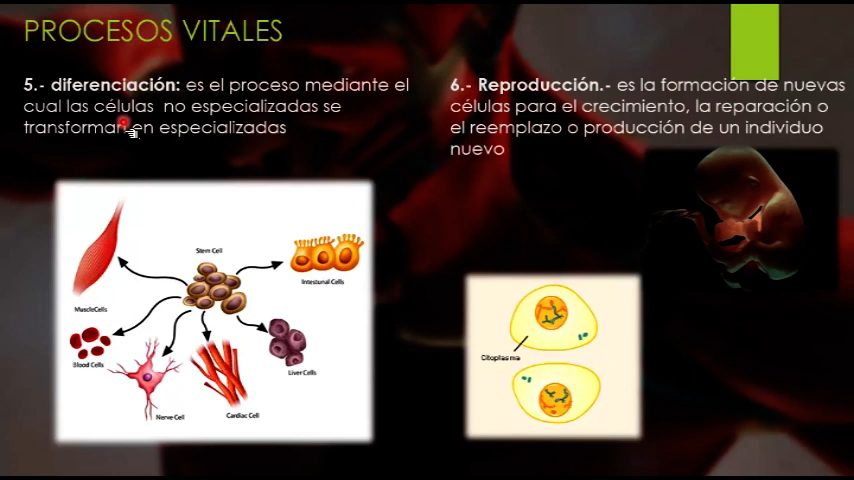 PROCESOS VITALES
5.- diferenciación: es el proceso mediante el
cual las células no especializadas se
transforman en especializadas
6.- Reproducción.- es la formación de nuevas
células para el crecimiento, la reparación o
el reemplazo o producción de un individuo
nuevo
Stem Cell
Intestunal Cells
MuscleCells
Blood Cells
Liver Cells
Nerve Cell
Cardiac Cell
Citoplasma